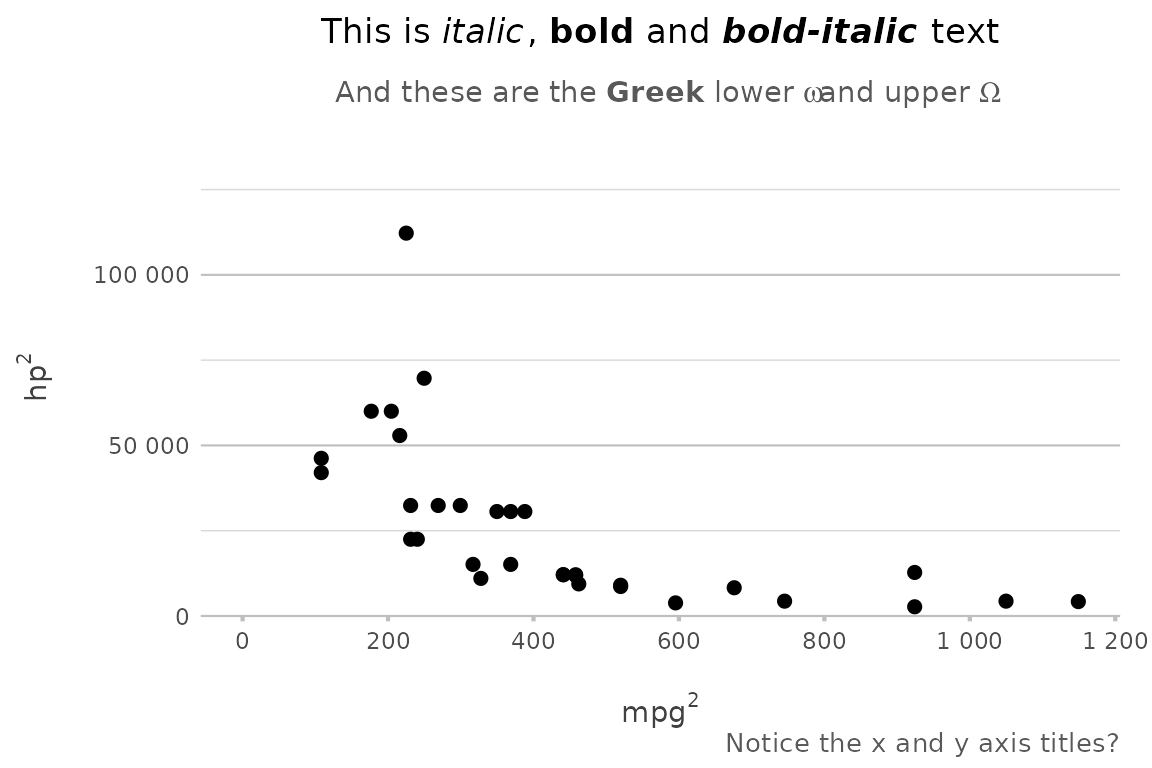 This is italic, bold and bold-italic text
And these are the Greek lower ω and upper Ω
100 000
50 000
0
hp²
0 200 400 600 800 1 000 1 200
mpg²
Notice the x and y axis titles?